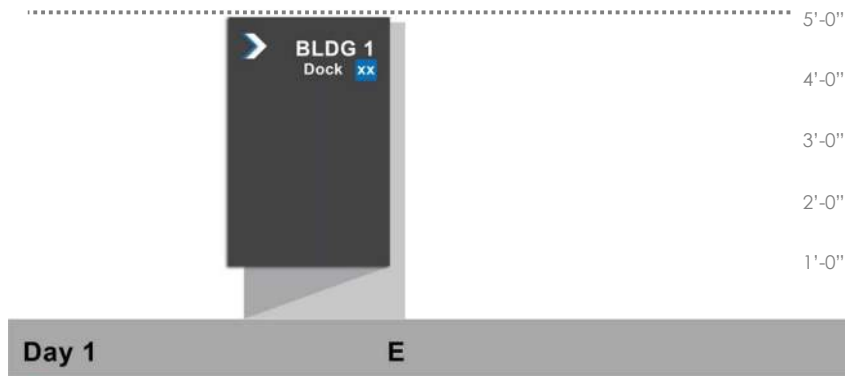 5’-0”
BLDG 1
Dock xx
4’-0”
3’-0”
2’-0”
1’-0”
Day 1 E